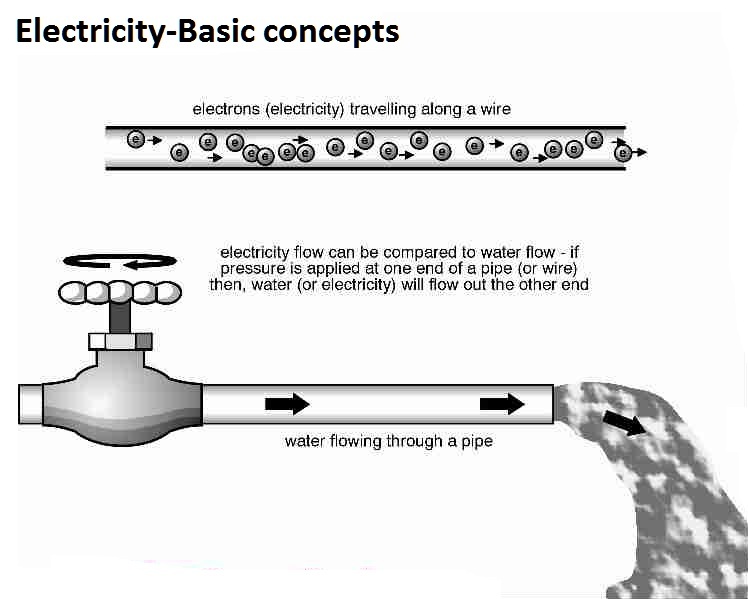 Electricity-Basic concepts
electrons (electricity) travelling along a wire
e e e e e e e e e e e e e e e e e e e
electricity flow can be compared to water flow - if
pressure is applied at one end of a pipe (or wire)
then, water (or electricity) will flow out the other end
water flowing through a pipe